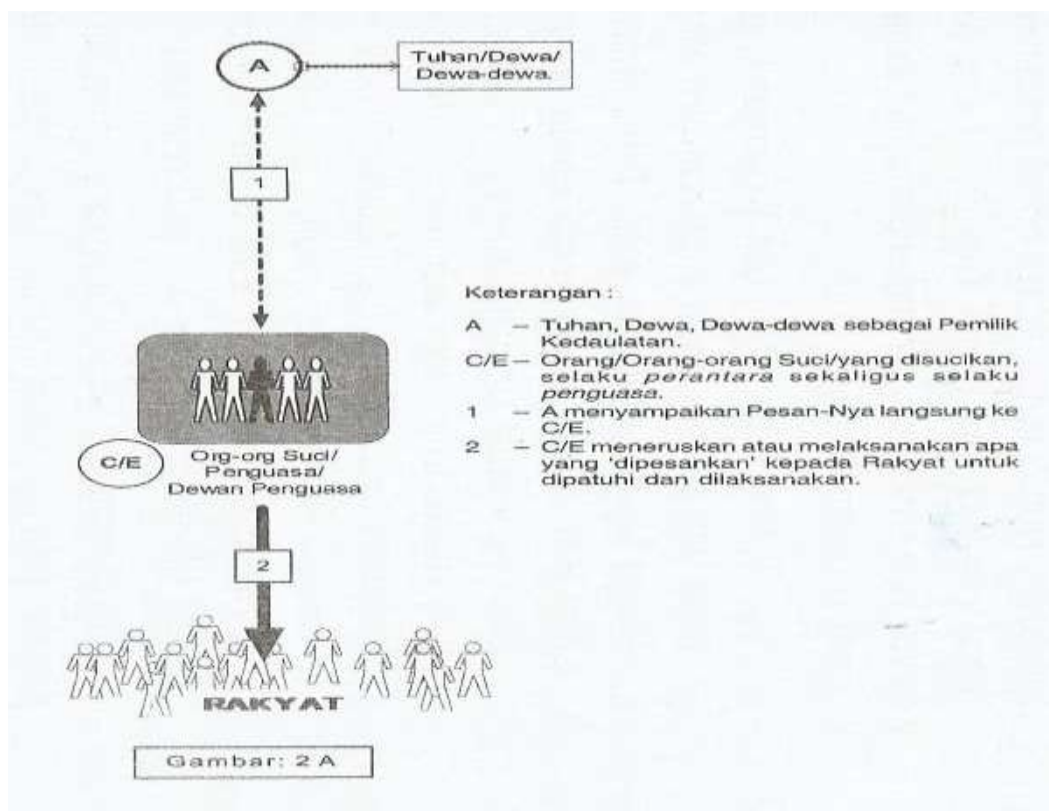 A
Tuhan/Dewa/
Dewa-dewa.
1
C/E
Org-org Suci/
Penguasa/
Dewan Penguasa
2
RAKYAT
Gambar: 2 A
Keterangan :
A – Tuhan, Dewa, Dewa-dewa sebagai Pemilik
Kedaulatan.
C/E – Orang/Orang-orang Suci/yang disucikan,
selaku perantara sekaligus selaku
penguasa.
1 – A menyampaikan Pesan-Nya langsung ke
C/E.
2 – C/E meneruskan atau melaksanakan apa
yang 'dipesankan' kepada Rakyat untuk
dipatuhi dan dilaksanakan.